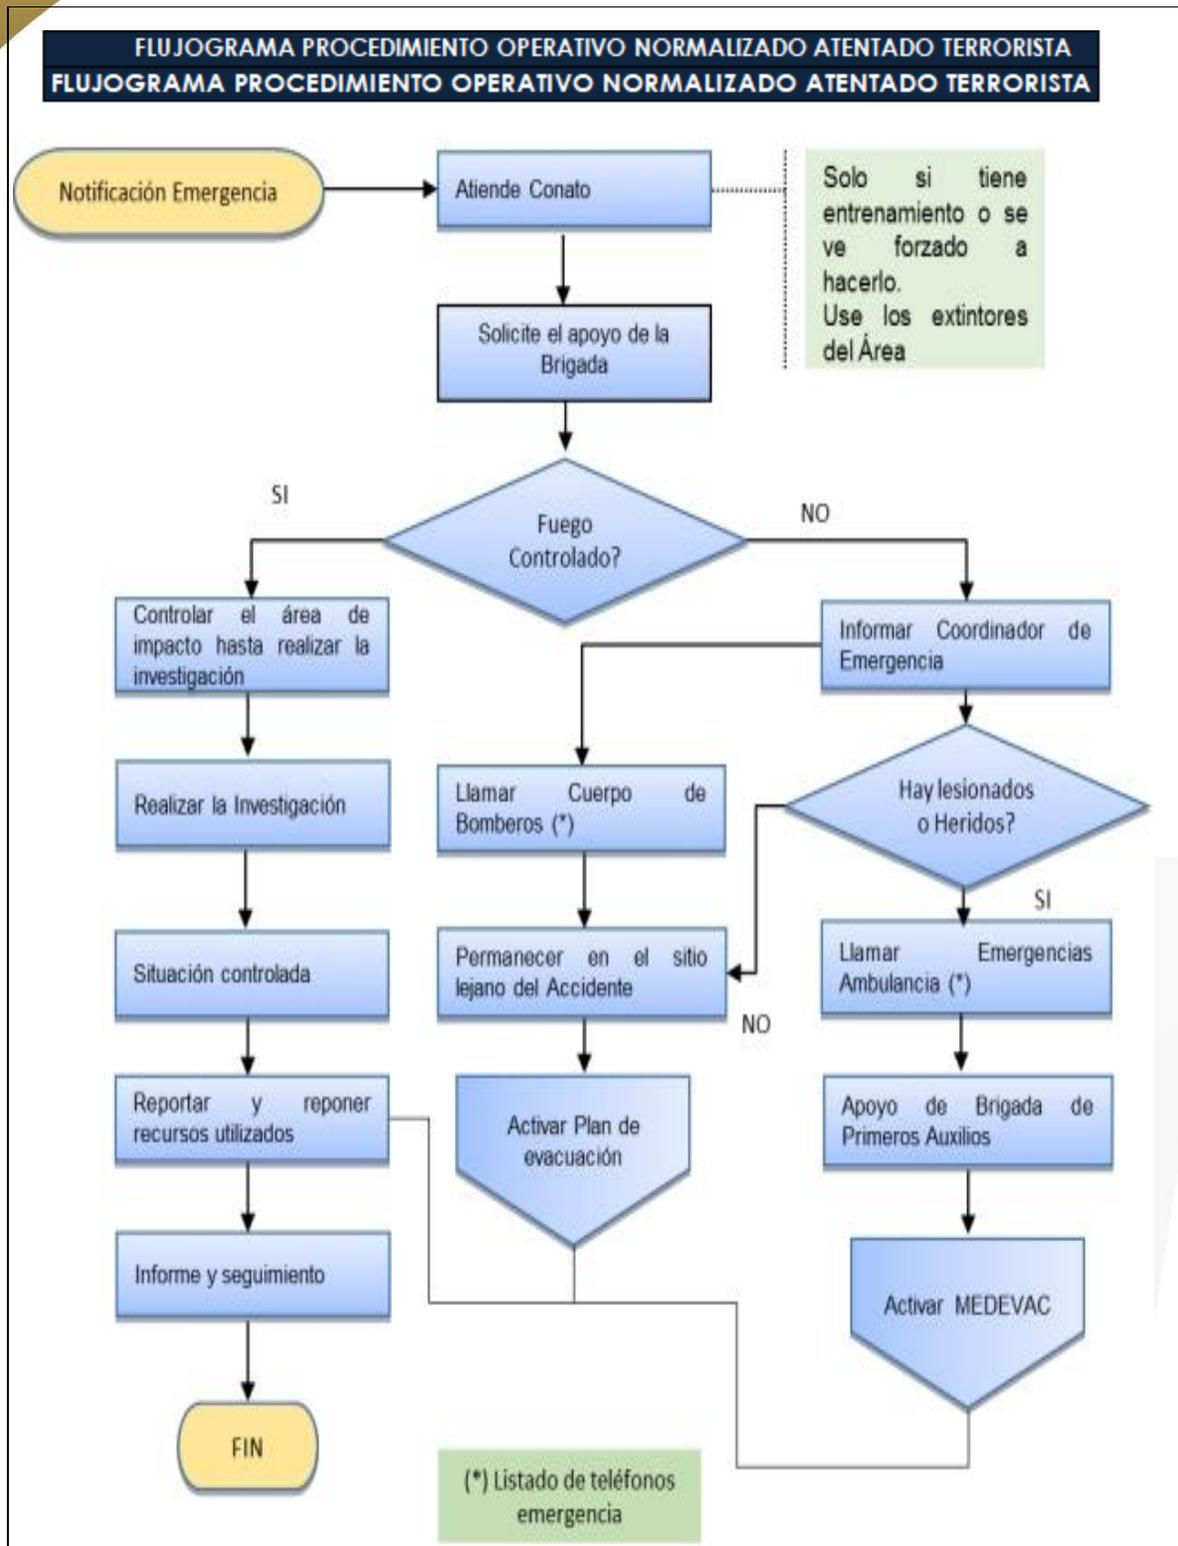 FLUJOGRAMA PROCEDIMIENTO OPERATIVO NORMALIZADO ATENTADO TERRORISTA
FLUJOGRAMA PROCEDIMIENTO OPERATIVO NORMALIZADO ATENTADO TERRORISTA
Notificación Emergencia
Atiende Conato
Solo si tiene
entrenamiento o se
ve forzado a
hacerlo.
Use los extintores
del Área
Solicite el apoyo de la
Brigada
SI
Fuego
Controlado?
NO
Controlar el área de
impacto hasta realizar la
investigación
Informar Coordinador de
Emergencia
Realizar la Investigación
Llamar Cuerpo de
Bomberos (*)
Hay lesionados
o Heridos?
SI
Situación controlada
Permanecer en el sitio
lejano del Accidente
NO
Llamar Emergencias
Ambulancia (*)
Reportar y reponer
recursos utilizados
Activar Plan de
evacuación
Apoyo de Brigada de
Primeros Auxilios
Informe y seguimiento
Activar MEDEVAC
FIN
(*) Listado de teléfonos
emergencia